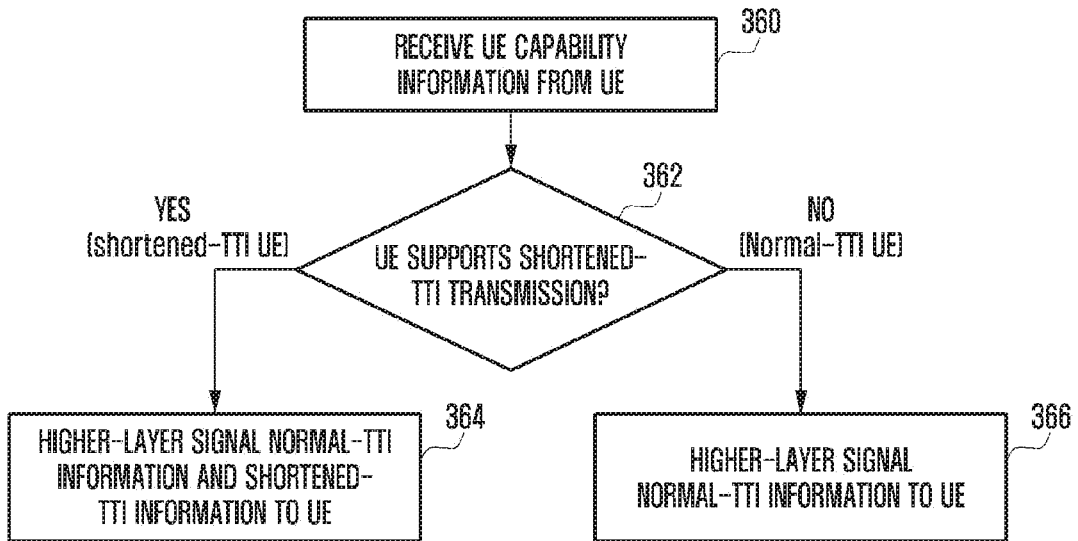 360
RECEIVE UE CAPABILITY
INFORMATION FROM UE
362
YES
(shortened-TTI UE)
NO
(Normal-TTI UE)
UE SUPPORTS SHORTENED-
TTI TRANSMISSION?
364
HIGHER-LAYER SIGNAL NORMAL-TTI
INFORMATION AND SHORTENED-
TTI INFORMATION TO UE
366
HIGHER-LAYER SIGNAL
NORMAL-TTI INFORMATION TO UE